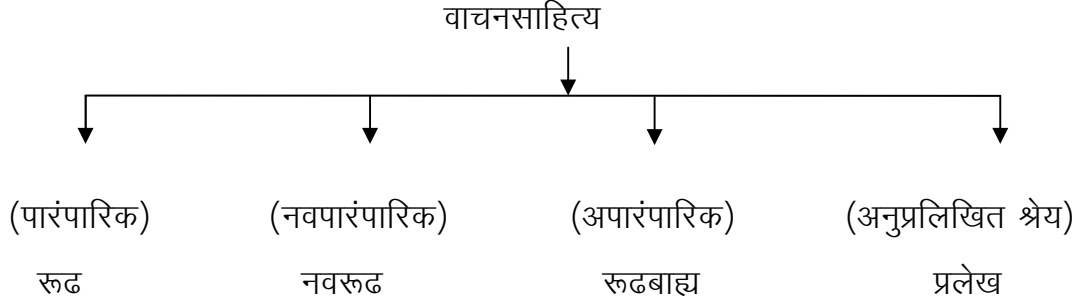 वाचनसाहित्य
(पारंपारिक) (नवपारंपारिक) (अपारंपारिक) (अनुप्रलिखित श्रेय)
रूढ नवरूढ रूढबाह्य प्रलेख